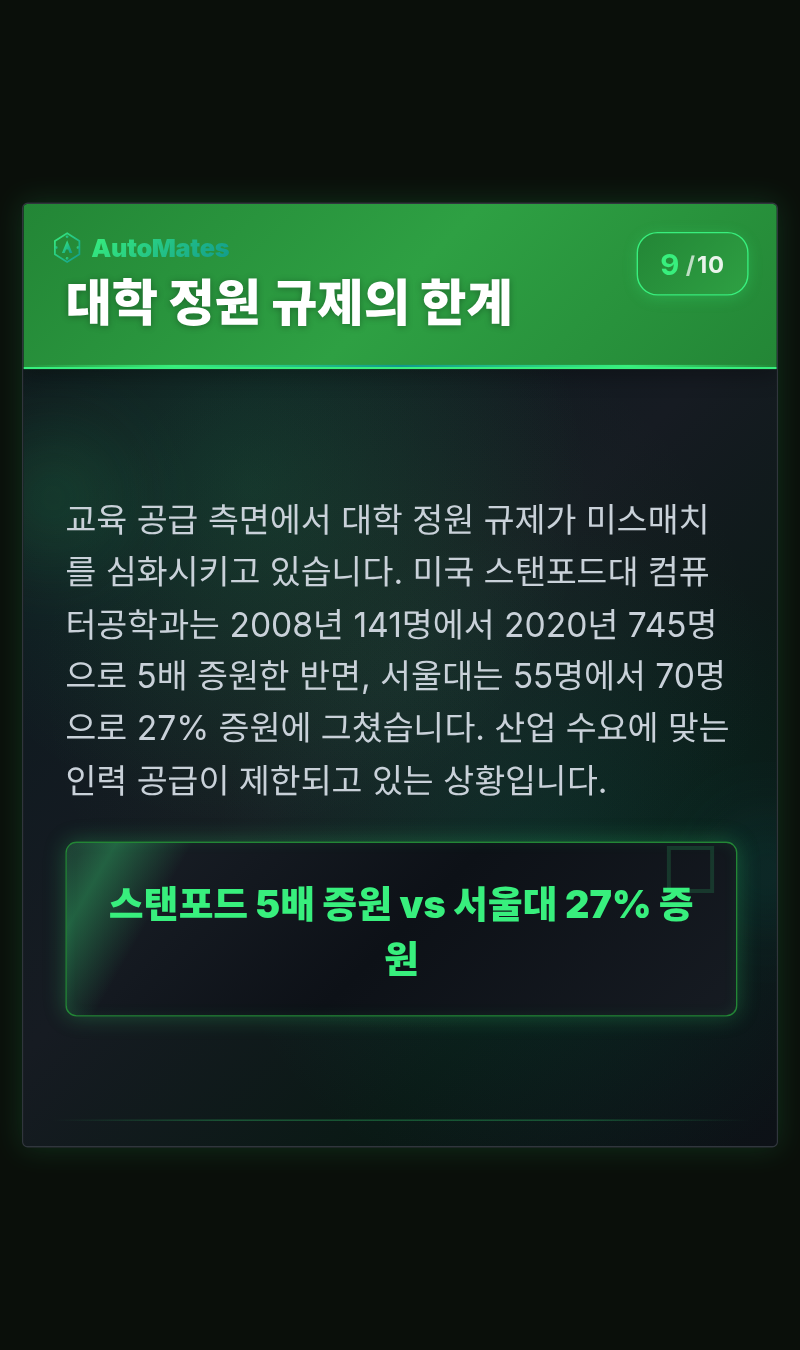 AutoMates
대학 정원 규제의 한계
9 /10
교육 공급 측면에서 대학 정원 규제가 미스매치
를 심화시키고 있습니다. 미국 스탠포드대 컴퓨
터공학과는 2008년 141명에서 2020년 745명
으로 5배 증원한 반면, 서울대는 55명에서 70명
으로 27% 증원에 그쳤습니다. 산업 수요에 맞는
인력 공급이 제한되고 있는 상황입니다.
스탠포드 5배 증원 vs 서울대 27% 증
원